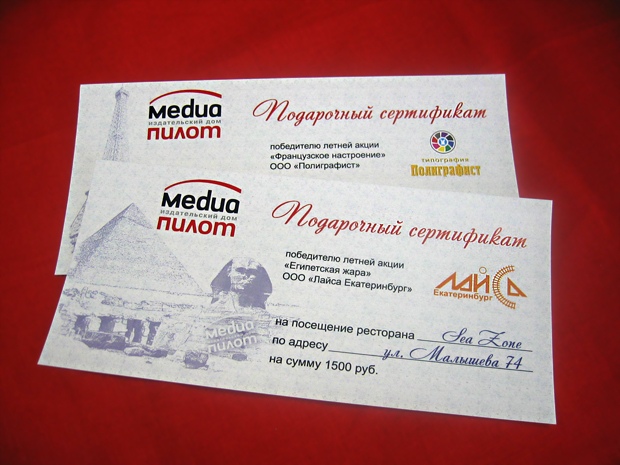 медиа
издательский дом
пилот
Подарочный сертификат
победителю летней акции
«Французское настроение»
ООО «Полиграфист»
типография
Полиграфист
медиа
издательский дом
пилот
Подарочный сертификат
победителю летней акции
«Египетская жара»
ООО «Лайса Екатеринбург»
ЛАЙСА
Екатеринбург
медиа
пилот
на посещение ресторана Sea Zone
по адресу ул. Малышева 74
на сумму 1500 руб.